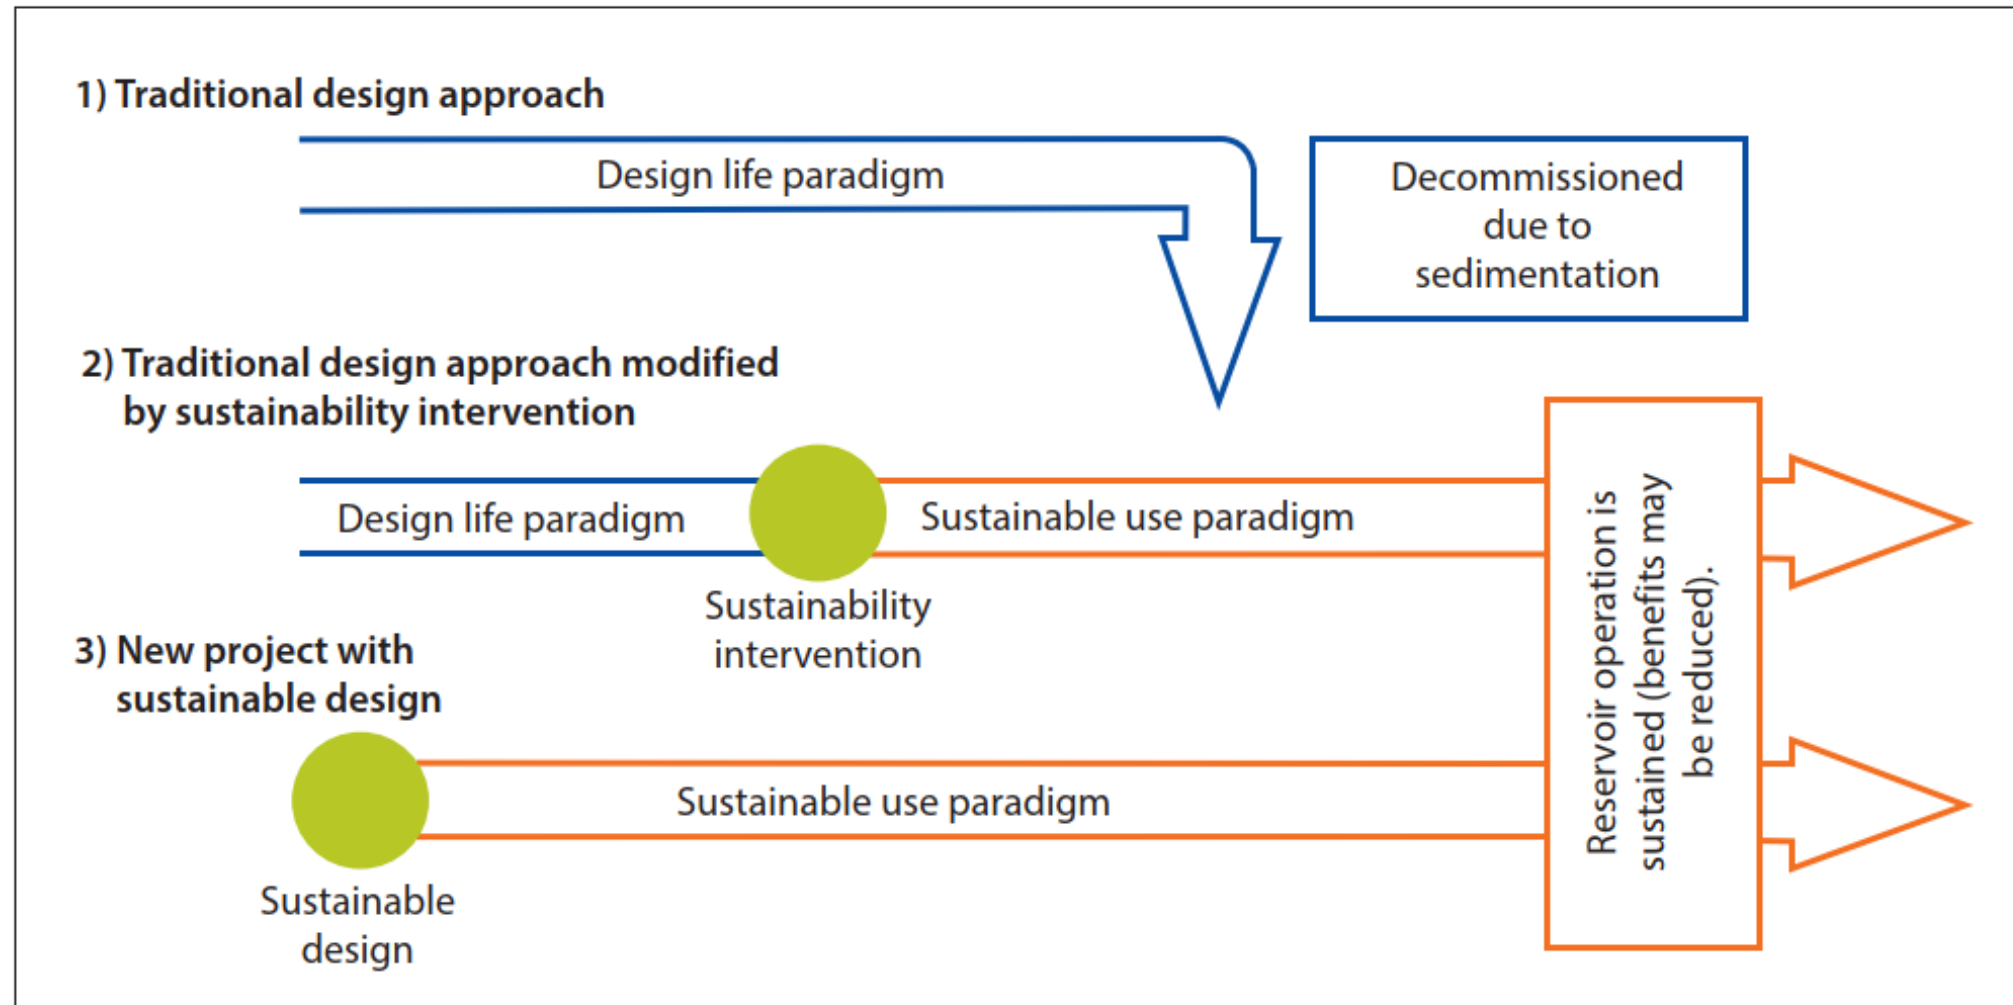 1) Traditional design approach
Design life paradigm
Decommissioned
due to
sedimentation
2) Traditional design approach modified
by sustainability intervention
Design life paradigm
Sustainable use paradigm
Sustainability
intervention
3) New project with
sustainable design
Sustainable use paradigm
Sustainable
design
Reservoir operation is
sustained (benefits may
be reduced).